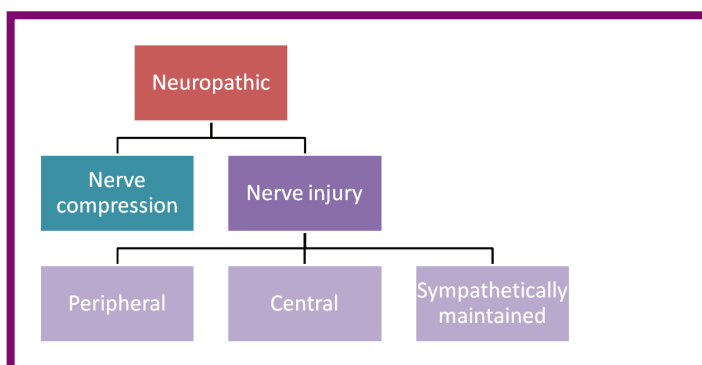 Neuropathic
Nerve
compression
Nerve injury
Peripheral
Central
Sympathetically
maintained